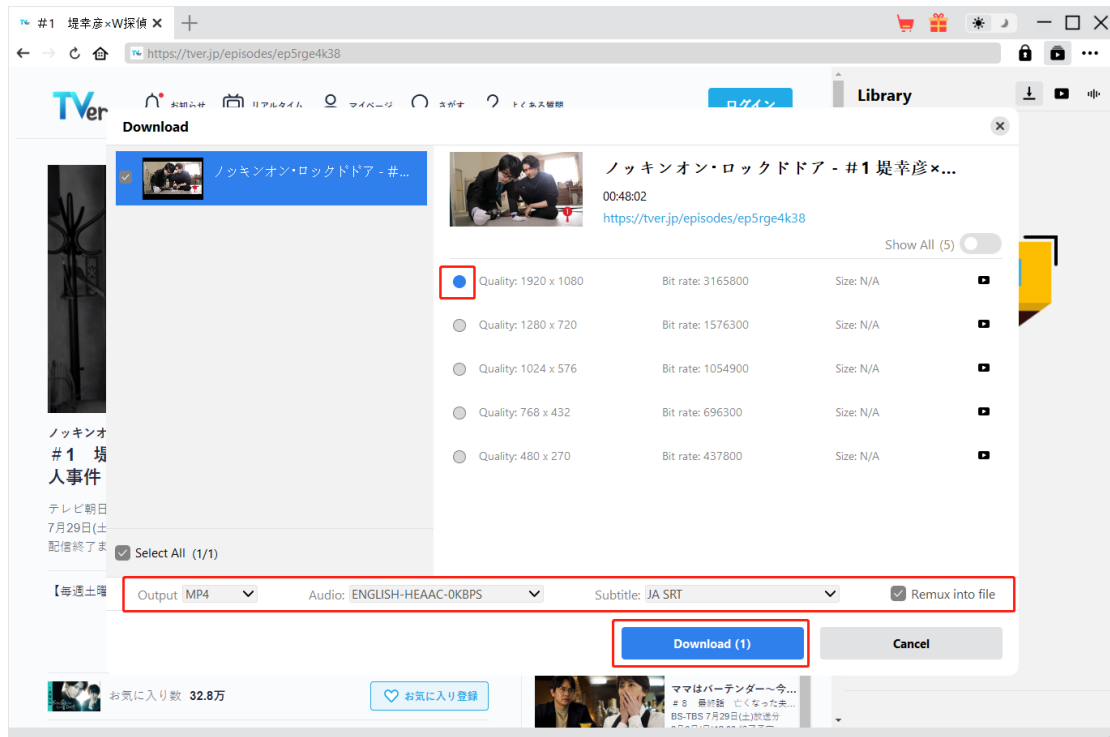 #1 堤幸彦×W探偵
https://tver.jp/episodes/ep5rge4k38
TVer お知らせ リアルタイム マイページ さがす よくある質問 ログイン
Library
Download
ノッキンオン・ロックドドア - #...
ノッキンオン・ロックドドア - #1 堤幸彦×...
00:48:02
https://tver.jp/episodes/ep5rge4k38
Show All (5)
Quality: 1920 x 1080 Bit rate: 3165800 Size: N/A
Quality: 1280 x 720 Bit rate: 1576300 Size: N/A
Quality: 1024 x 576 Bit rate: 1054900 Size: N/A
Quality: 768 x 432 Bit rate: 696300 Size: N/A
Quality: 480 x 270 Bit rate: 437800 Size: N/A
ノッキンオ
#1 堤
人事件
テレビ朝日
7月29日(土
配信終了ま
Select All (1/1)
【毎週土曜
Output MP4 Audio: ENGLISH-HEAAC-0KBPS Subtitle: JA SRT Remux into file
Download (1) Cancel
お気に入り数 32.8万 お気に入り登録
ママはバーテンダー～今...
#8 最終話 亡くなった夫...
BS-TBS 7月29日(土)放送分